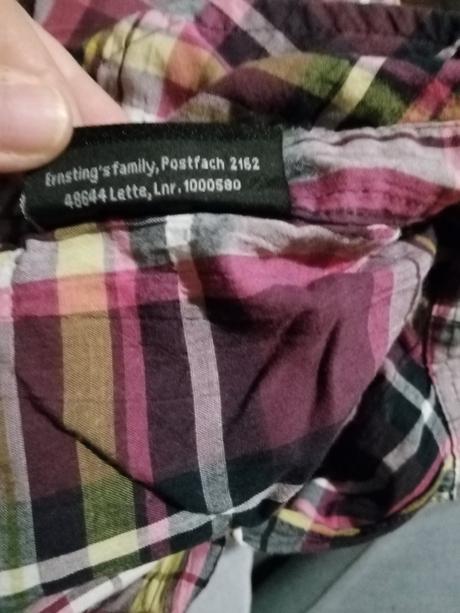 Ernsting's family, Postfach 2162
48644 Lette, Lnr. 1000580